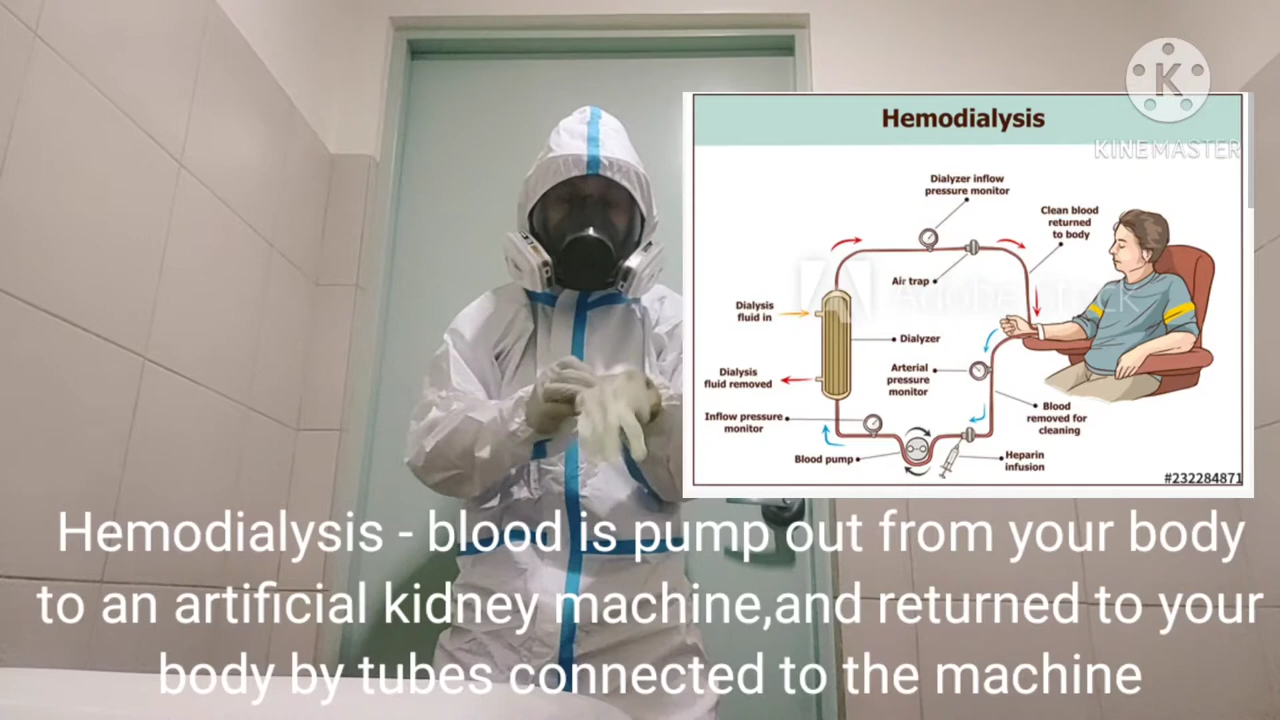 Hemodialysis
K
KINEMASTER
Dialyzer inflow
pressure monitor
Clean blood
returned
to body
Air trap
Adobe Stock
Dialysis
fluid in
Dialyzer
Dialysis
fluid removed
Arterial
pressure
monitor
Inflow pressure
monitor
Blood
removed for
cleaning
Blood pump
Heparin
infusion
#232284871
Hemodialysis - blood is pump out from your body
to an artificial kidney machine,and returned to your
body by tubes connected to the machine